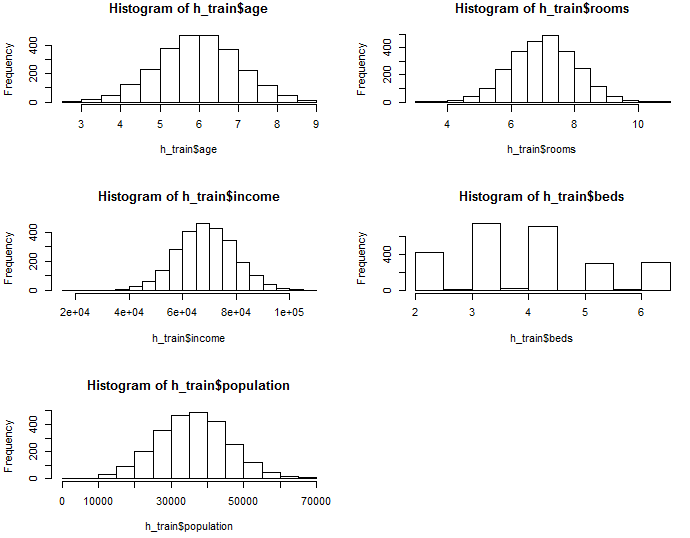 Histogram of h_train$age
Frequency
0 200 400
3 4 5 6 7 8 9
h_train$age
Histogram of h_train$rooms
Frequency
0 200 400
4 6 8 10
h_train$rooms
Histogram of h_train$income
Frequency
0 200 400
2e+04 4e+04 6e+04 8e+04 1e+05
h_train$income
Histogram of h_train$beds
Frequency
0 400
2 3 4 5 6
h_train$beds
Histogram of h_train$population
Frequency
0 200 400
0 10000 30000 50000 70000
h_train$population